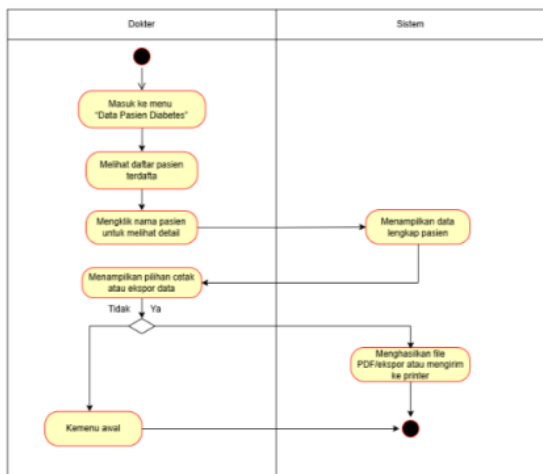 Dokter
Sistem
Masuk ke menu
"Data Pasien Diabetes"
Melihat daftar pasien
terdafta
Mengklik nama pasien
untuk melihat detail
Menampilkan data
lengkap pasien
Menampilkan pilihan cetak
atau ekspor data
Tidak
Ya
Menghasilkan file
PDF/ekspor atau mengirim
ke printer
Kemenu awal